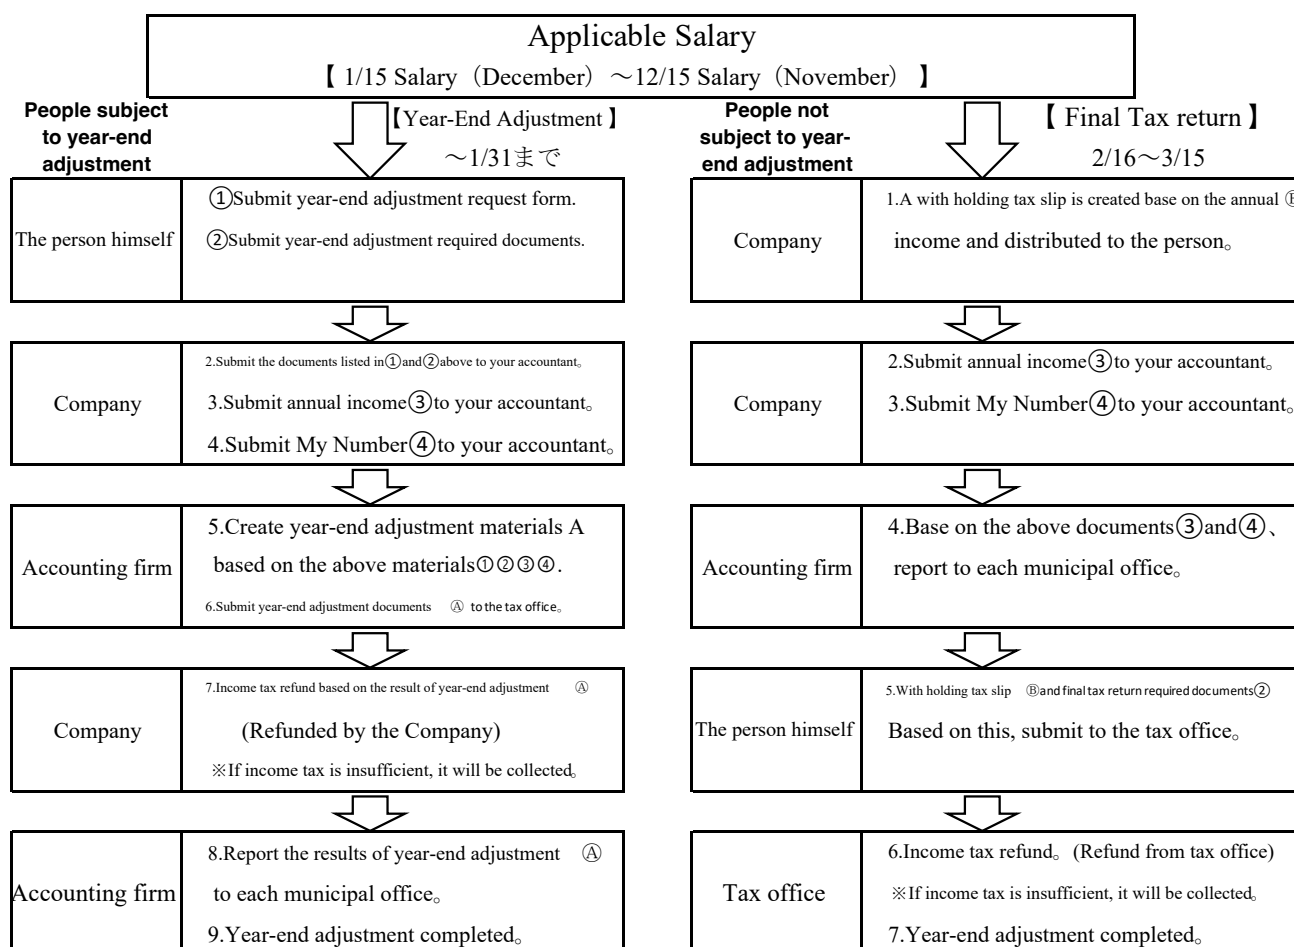 Applicable Salary
【 1/15 Salary（December）～12/15 Salary（November） 】
People subject
to year-end
adjustment
【Year-End Adjustment】
～1/31まで
The person himself
①Submit year-end adjustment request form.
②Submit year-end adjustment required documents.
Company
2.Submit the documents listed in①and②above to your accountant。
3.Submit annual income③to your accountant。
4.Submit My Number④to your accountant。
Accounting firm
5.Create year-end adjustment materials A
based on the above materials①②③④.
6.Submit year-end adjustment documents Ⓐ to the tax office。
Company
7.Income tax refund based on the result of year-end adjustment Ⓐ
(Refunded by the Company)
※If income tax is insufficient, it will be collected。
Accounting firm
8.Report the results of year-end adjustment Ⓐ
to each municipal office。
9.Year-end adjustment completed。
People not
subject to year-
end adjustment
【 Final Tax return】
2/16～3/15
Company
1.A with holding tax slip is created base on the annual Ⓑ
income and distributed to the person。
Company
2.Submit annual income③to your accountant。
3.Submit My Number④to your accountant。
Accounting firm
4.Base on the above documents③and④、
report to each municipal office。
The person himself
5.With holding tax slip Ⓑand final tax return required documents②
Based on this, submit to the tax office。
Tax office
6.Income tax refund。(Refund from tax office)
※If income tax is insufficient, it will be collected。
7.Year-end adjustment completed。